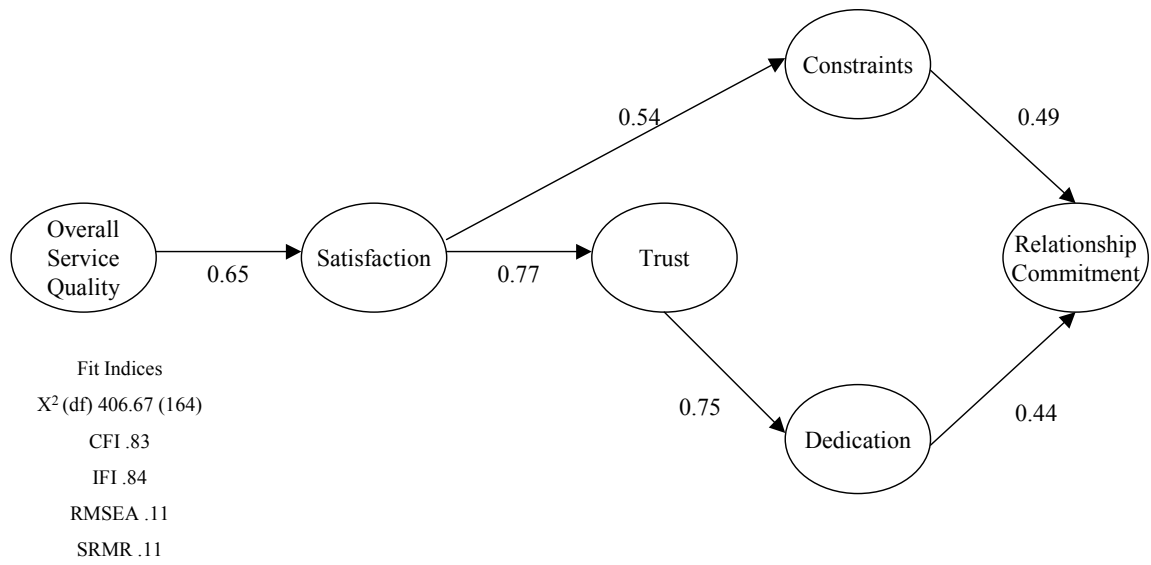 Constraints
0.54
0.49
Overall
Service
Quality
0.65
Satisfaction
0.77
Trust
Relationship
Commitment
0.75
Dedication
0.44
Fit Indices
X² (df) 406.67 (164)
CFI .83
IFI .84
RMSEA .11
SRMR .11